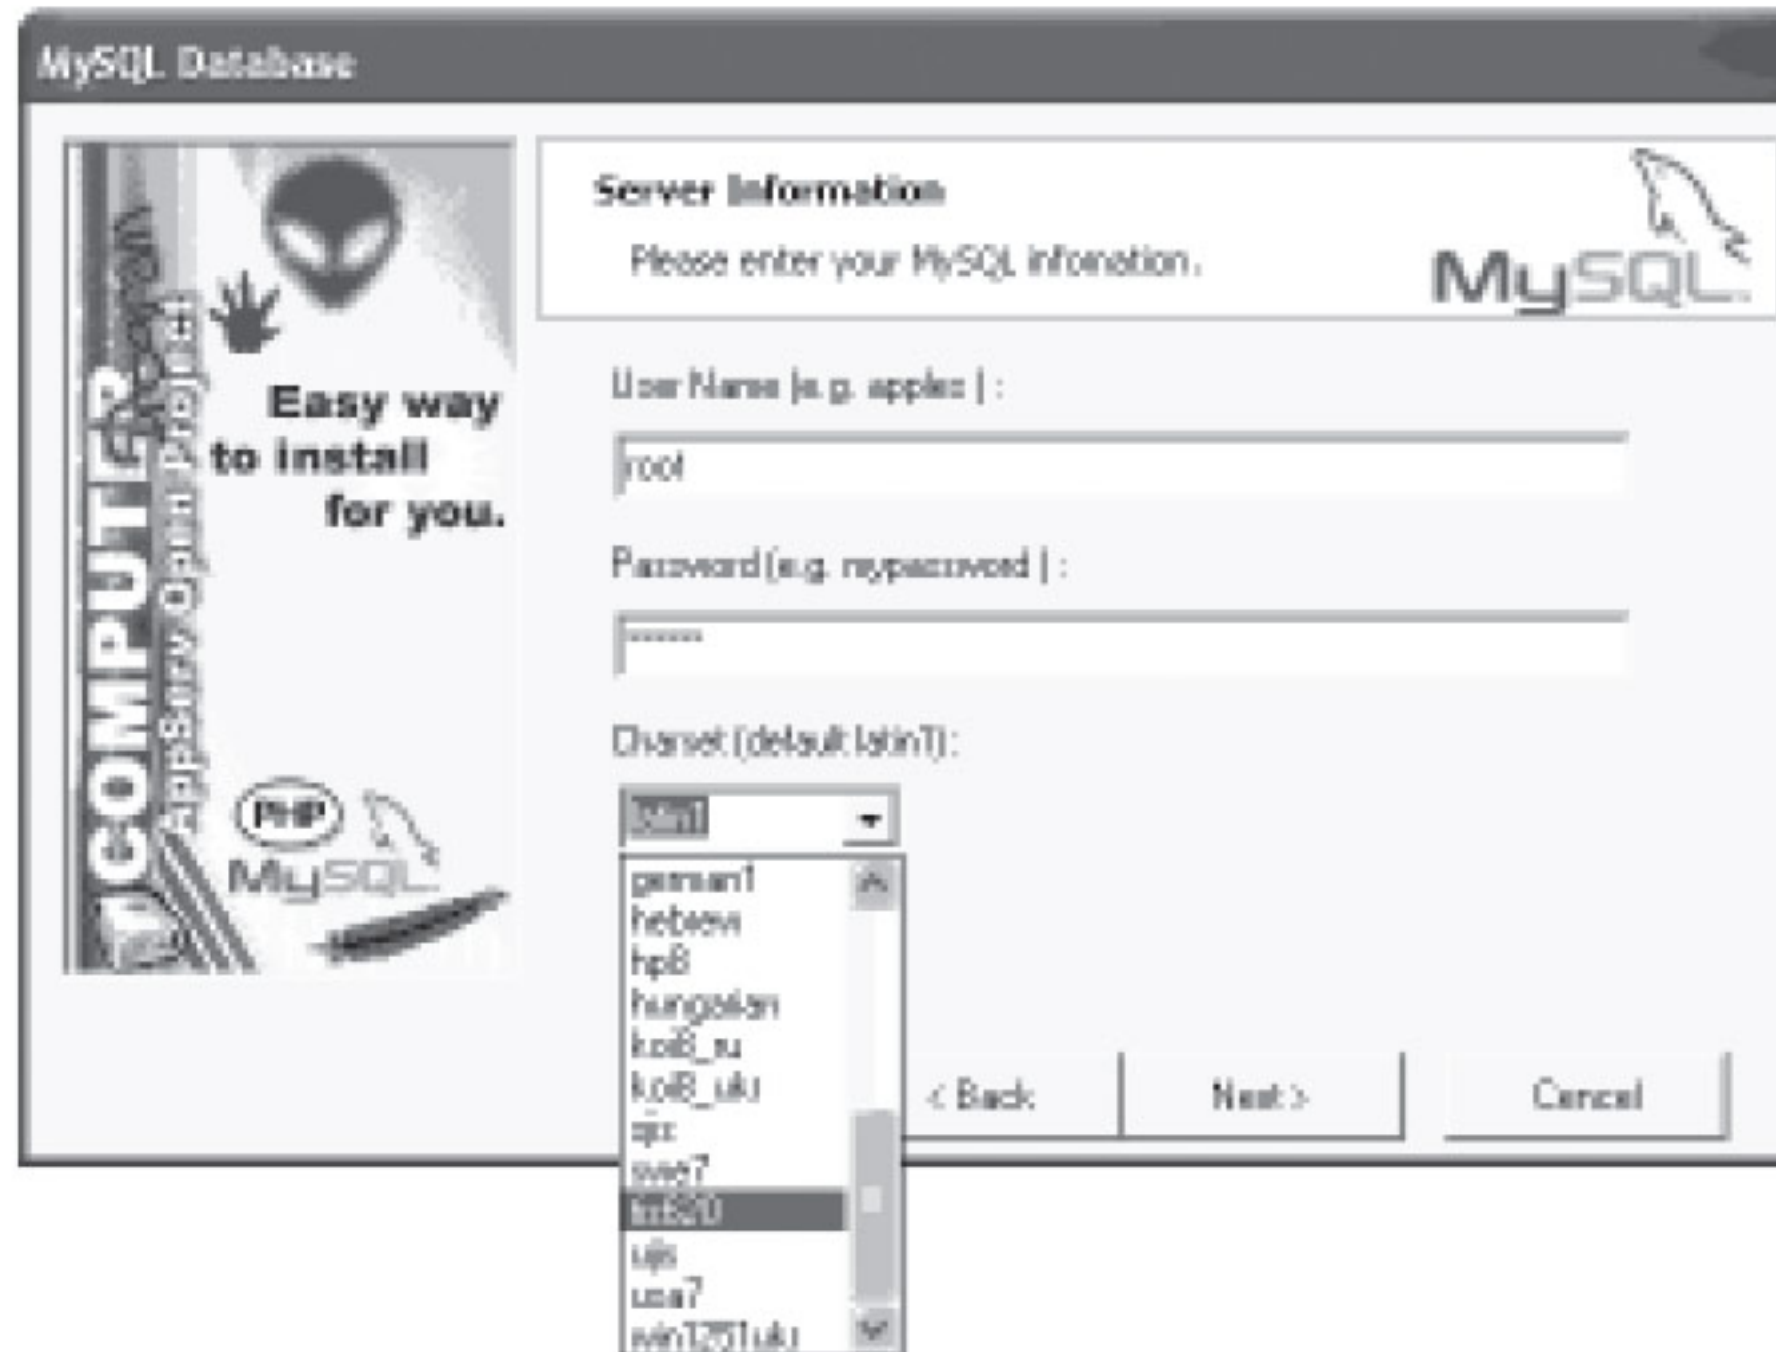 MySQL Database
COMPUTER
AppServ Open Project
Easy way
to install
for you.
PHP
MySQL
Server Information
Please enter your MySQL infomation.
MySQL
User Name (e.g. applez ) :
root
Password (e.g. mypassword ) :
Charset (default latin1) :
latin1
german1
hebrew
hp8
hungarian
koi8_ru
koi8_ukr
sjis
swe7
tis620
ujis
usa7
win1251ukr
< Back
Next >
Cancel